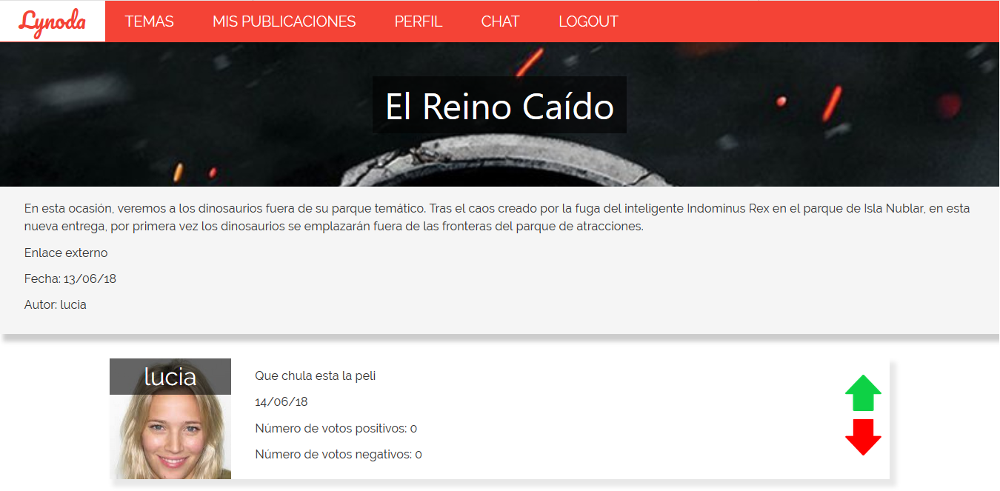 Lynoda TEMAS MIS PUBLICACIONES PERFIL CHAT LOGOUT
El Reino Caído
En esta ocasión, veremos a los dinosaurios fuera de su parque temático. Tras el caos creado por la fuga del inteligente Indominus Rex en el parque de Isla Nublar, en esta
nueva entrega, por primera vez los dinosaurios se emplazarán fuera de las fronteras del parque de atracciones.
Enlace externo
Fecha: 13/06/18
Autor: lucia
lucia
Que chula esta la peli
14/06/18
Número de votos positivos: 0
Número de votos negativos: 0